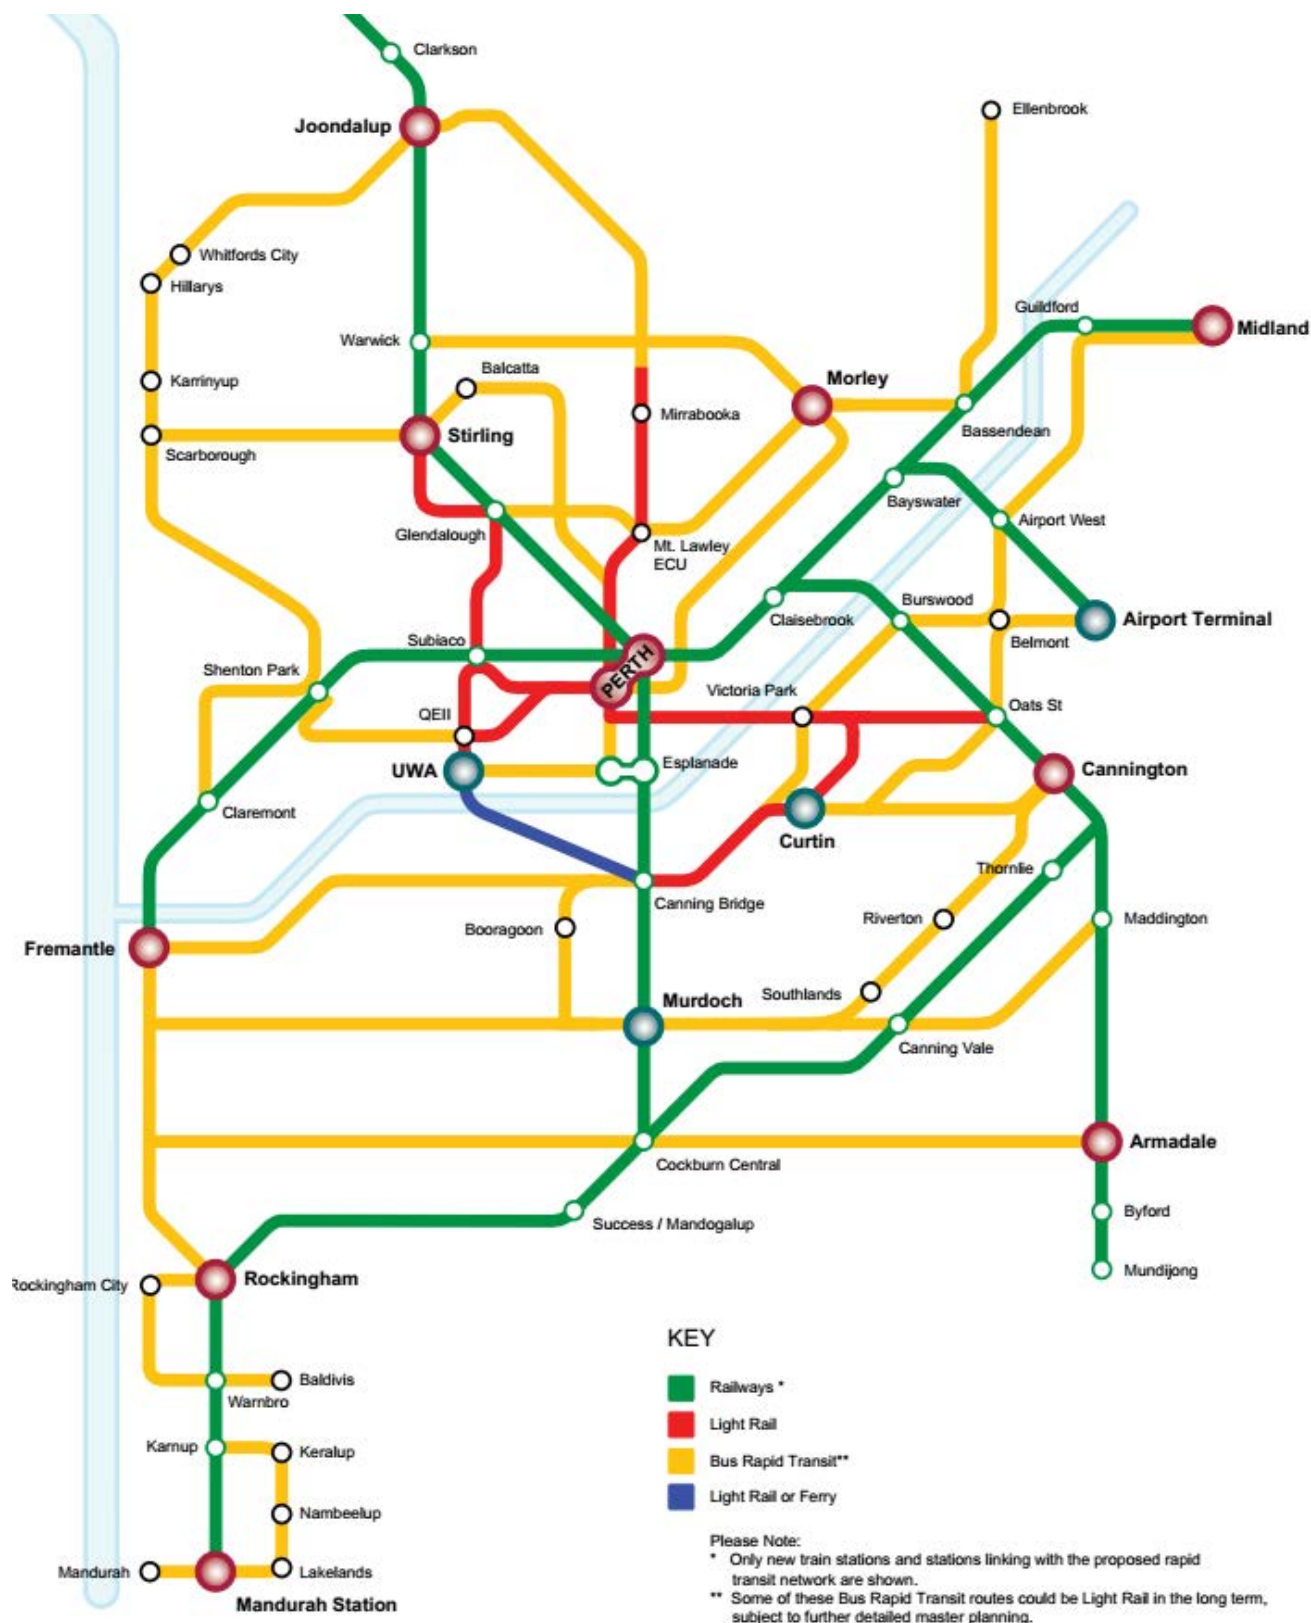 Clarkson
Joondalup
Ellenbrook
Whitfords City
Hillarys
Guildford
Midland
Warwick
Balcatta
Karrinyup
Morley
Mirrabooka
Stirling
Bassendean
Scarborough
Bayswater
Airport West
Glendalough
Mt. Lawley
ECU
Burswood
Claisebrook
Airport Terminal
Subiaco
Belmont
Shenton Park
PERTH
Victoria Park
Oats St
QEII
UWA
Esplanade
Cannington
Claremont
Curtin
Thornlie
Canning Bridge
Riverton
Maddington
Booragoon
Fremantle
Southlands
Murdoch
Canning Vale
Armadale
Cockburn Central
Byford
Success / Mandogalup
Mundijong
Rockingham City
Rockingham
Baldivis
Warnbro
Karnup
Keralup
Nambeelup
Mandurah
Lakelands
Mandurah Station
KEY
Railways *
Light Rail
Bus Rapid Transit**
Light Rail or Ferry
Please Note:
* Only new train stations and stations linking with the proposed rapid
transit network are shown.
** Some of these Bus Rapid Transit routes could be Light Rail in the long term,
subject to further detailed master planning.